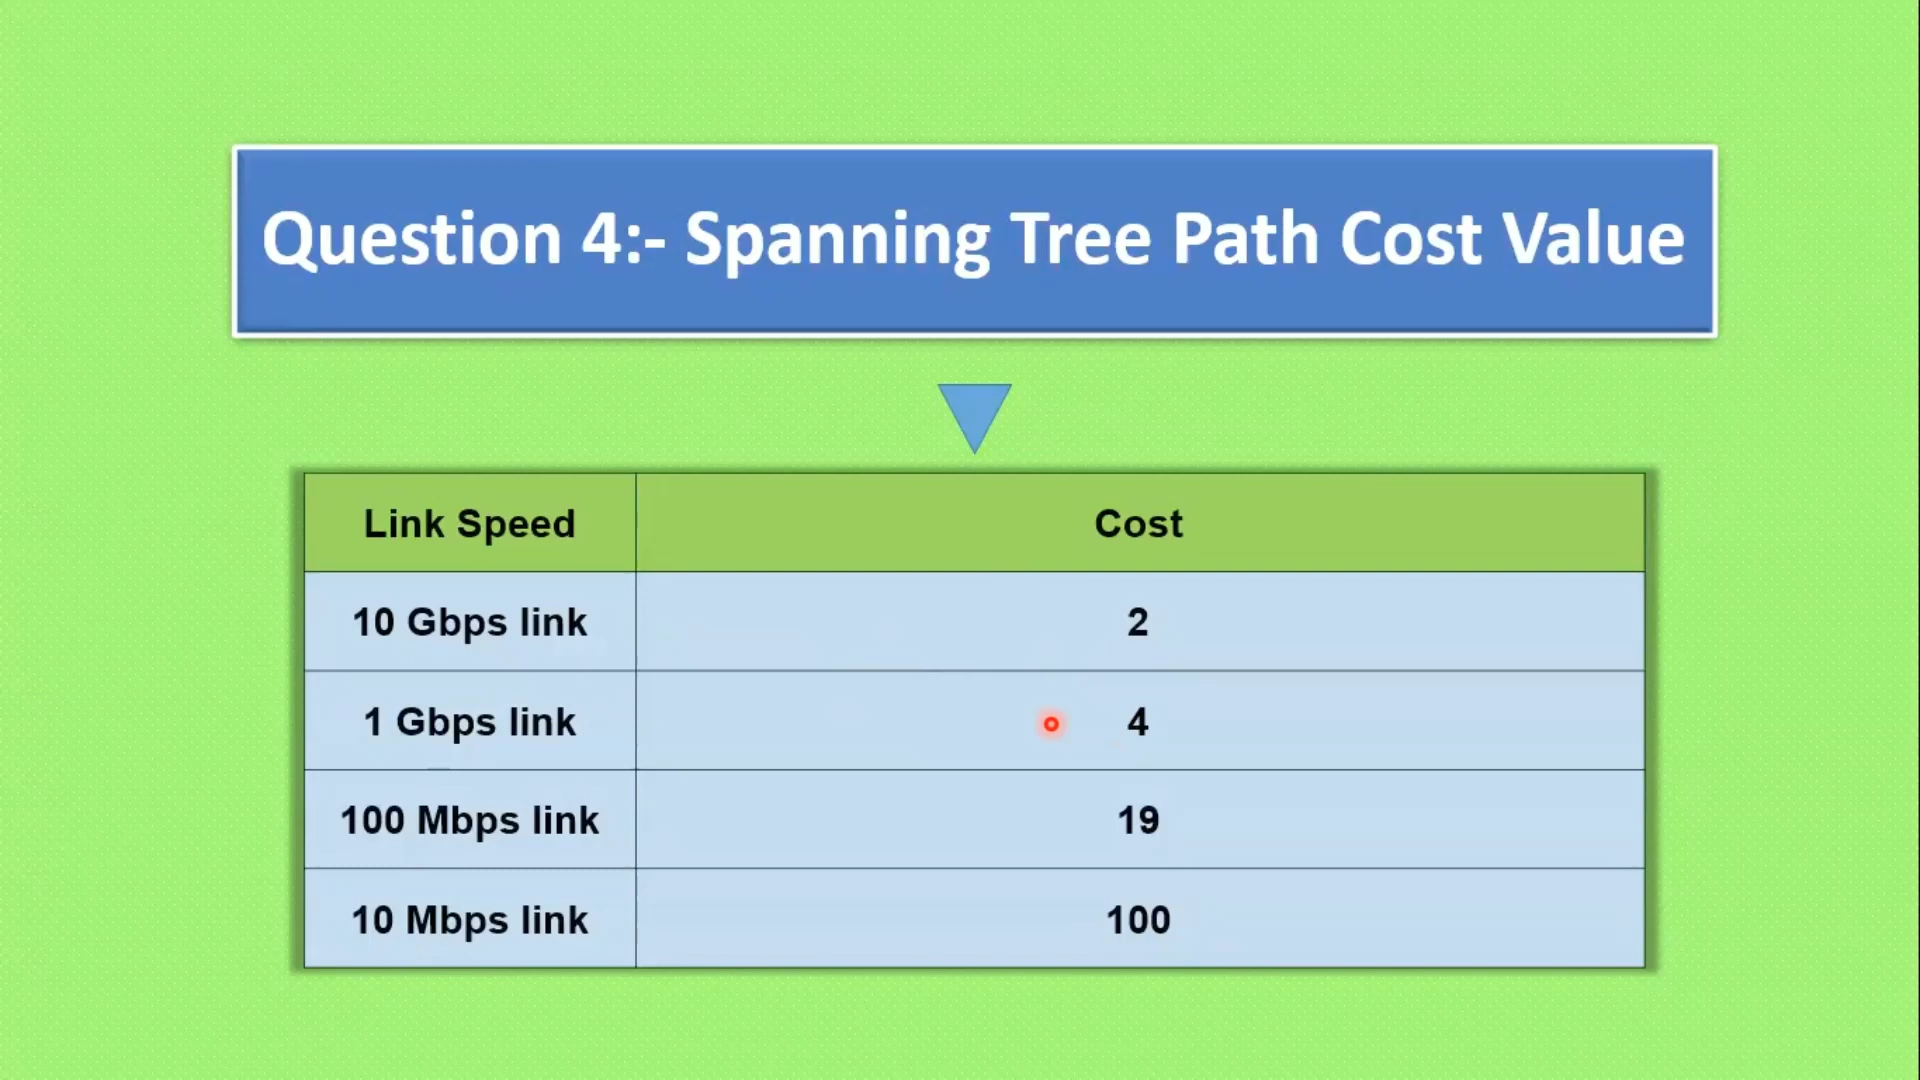 Question 4:- Spanning Tree Path Cost Value
Link Speed Cost
10 Gbps link 2
1 Gbps link 4
100 Mbps link 19
10 Mbps link 100